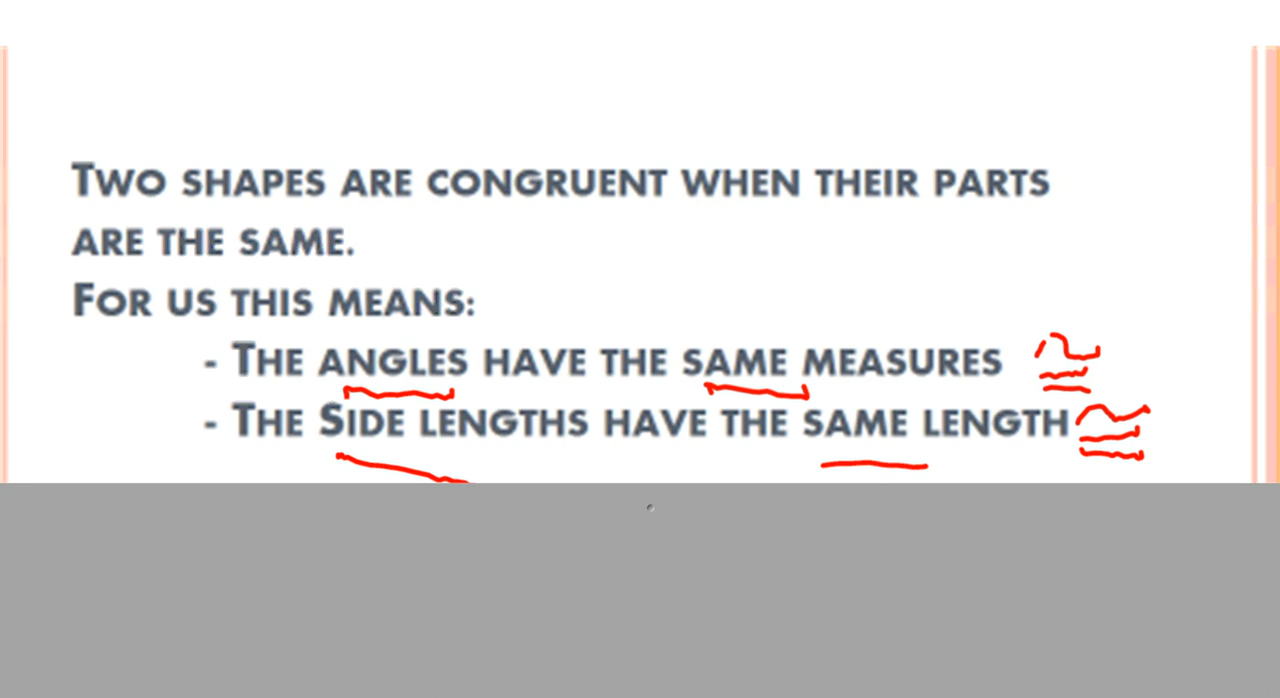 Two shapes are congruent when their parts
are the same.
For us this means:
- The angles have the same measures ≅
- The Side lengths have the same length ≅